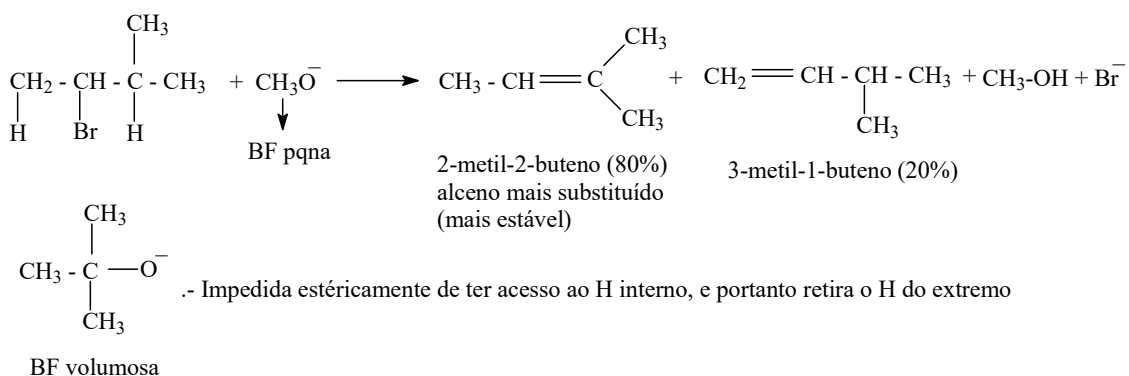 CH3
CH2 - CH - C - CH3 + CH3O− CH3 - CH = C + CH2 = CH - CH - CH3 + CH3-OH + Br−
CH3
H Br H
CH3 CH3
BF pqna
2-metil-2-buteno (80%) 3-metil-1-buteno (20%)
alceno mais substituído
(mais estável)
CH3
CH3 - C — O− .- Impedida estéricamente de ter acesso ao H interno, e portanto retira o H do extremo
CH3
BF volumosa